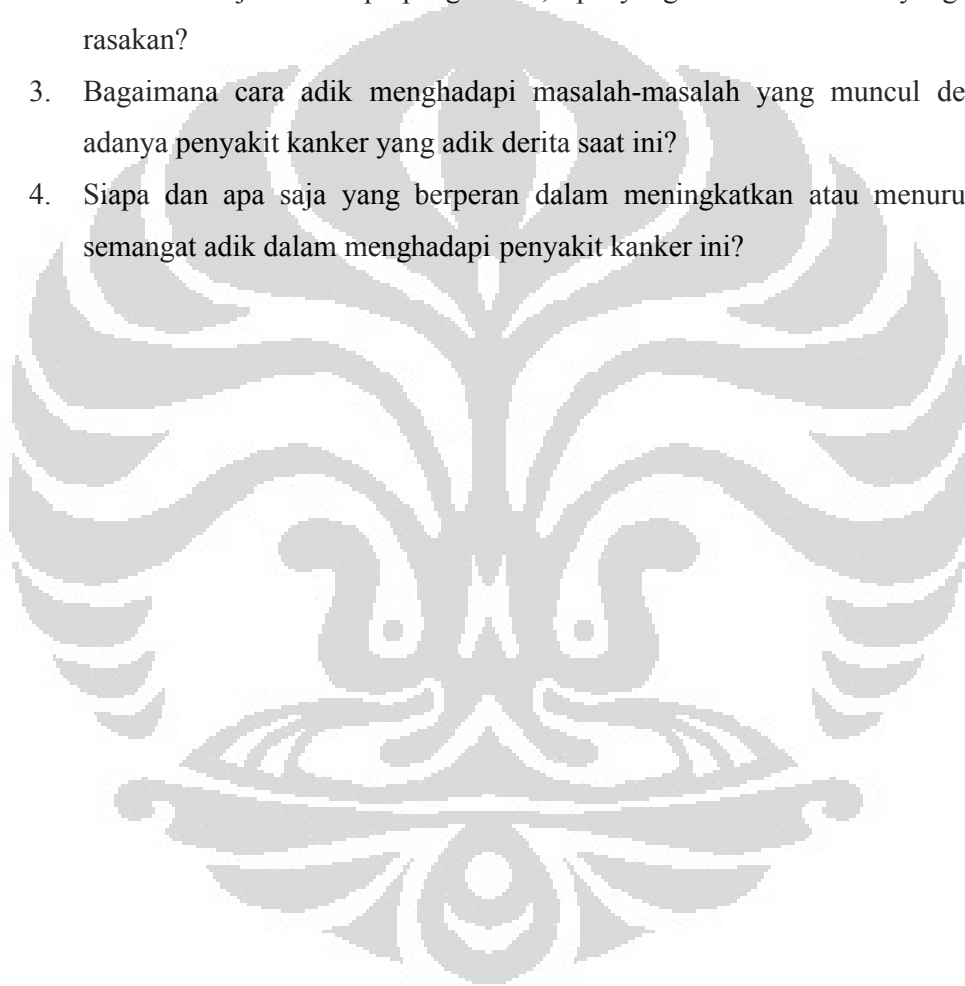 rasakan?
3. Bagaimana cara adik menghadapi masalah-masalah yang muncul de
adanya penyakit kanker yang adik derita saat ini?
4. Siapa dan apa saja yang berperan dalam meningkatkan atau menuru
semangat adik dalam menghadapi penyakit kanker ini?